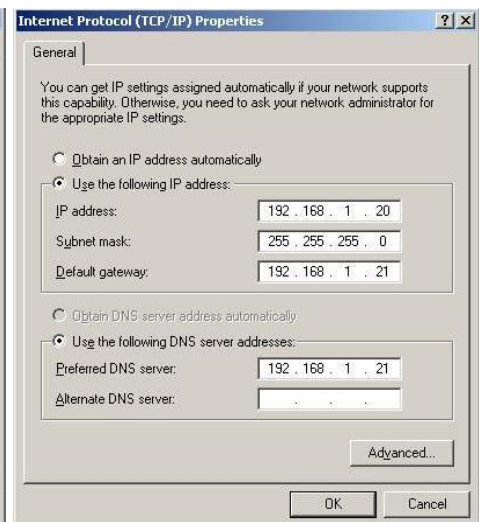 Internet Protocol (TCP/IP) Properties
General
You can get IP settings assigned automatically if your network supports
this capability. Otherwise, you need to ask your network administrator for
the appropriate IP settings.
Obtain an IP address automatically
Use the following IP address:
IP address: 192 . 168 . 1 . 20
Subnet mask: 255 . 255 . 255 . 0
Default gateway: 192 . 168 . 1 . 21
Obtain DNS server address automatically
Use the following DNS server addresses:
Preferred DNS server: 192 . 168 . 1 . 21
Alternate DNS server: . . .
Advanced...
OK Cancel